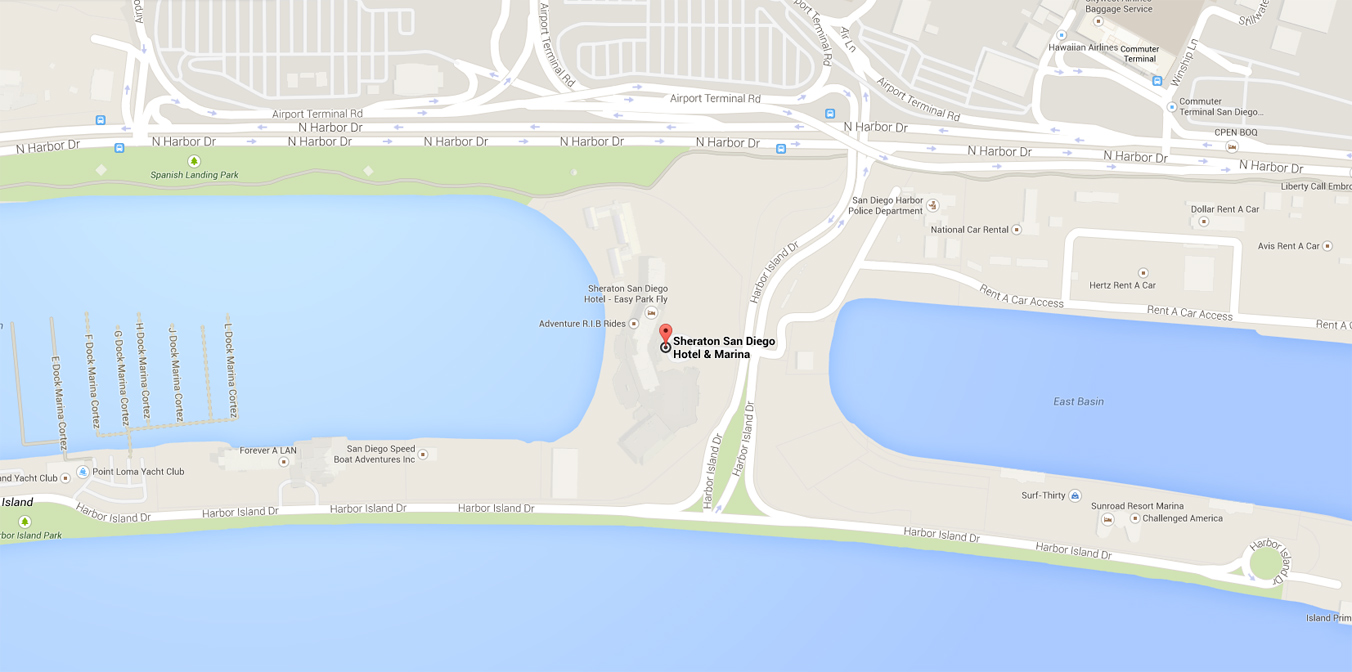 Baggage Service
Hawaiian Airlines
Commuter
Terminal
Winship Ln
Air Ln
Airport Terminal Rd
Airport Terminal Rd
Airport Terminal Rd
Airport Terminal Rd
Airport Terminal Rd
Commuter
Terminal San Diego...
CPEN BOQ
N Harbor Dr
N Harbor Dr
N Harbor Dr
N Harbor Dr
N Harbor Dr
N Harbor Dr
N Harbor Dr
N Harbor Dr
N Harbor Dr
N Harbor Dr
N Harbor Dr
Spanish Landing Park
Liberty Call Embro
San Diego Harbor
Police Department
National Car Rental
Dollar Rent A Car
Avis Rent A Car
Hertz Rent A Car
Rent A Car Access
Rent A Car Access
Rent A C
Harbor Island Dr
Sheraton San Diego
Hotel - Easy Park Fly
Adventure R.I.B Rides
Sheraton San Diego
Hotel & Marina
E Dock Marina Cortez
F Dock Marina Cortez
G Dock Marina Cortez
H Dock Marina Cortez
J Dock Marina Cortez
L Dock Marina Cortez
East Basin
Harbor Island Dr
Harbor Island Dr
Forever A LAN
San Diego Speed
Boat Adventures Inc
Point Loma Yacht Club
nd Yacht Club
Island
Harbor Island Dr
Harbor Island Dr
Harbor Island Dr
Harbor Island Dr
rbor Island Park
Surf-Thirty
Sunroad Resort Marina
Challenged America
Harbor Island Dr
Harbor Island Dr
Harbor Island Dr
Island Prim